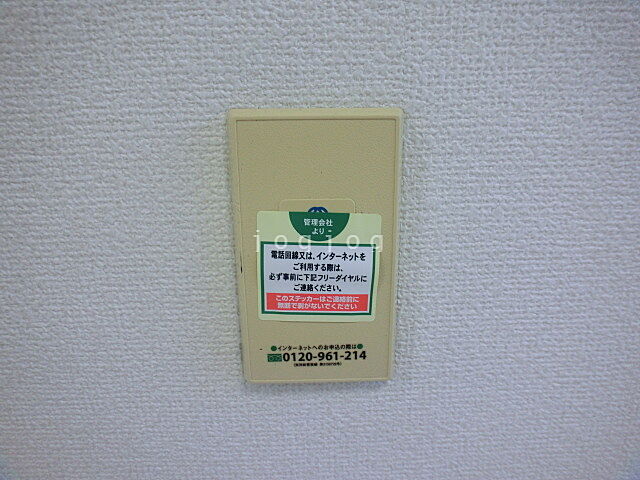 管理会社
より
jogjog
電話回線又は、インターネットを
ご利用する際は、
必ず事前に下記フリーダイヤルに
ご連絡ください。
このステッカーはご連絡前に
無断で剥がないでください
●インターネットへのお申込の際は●
0120-961-214